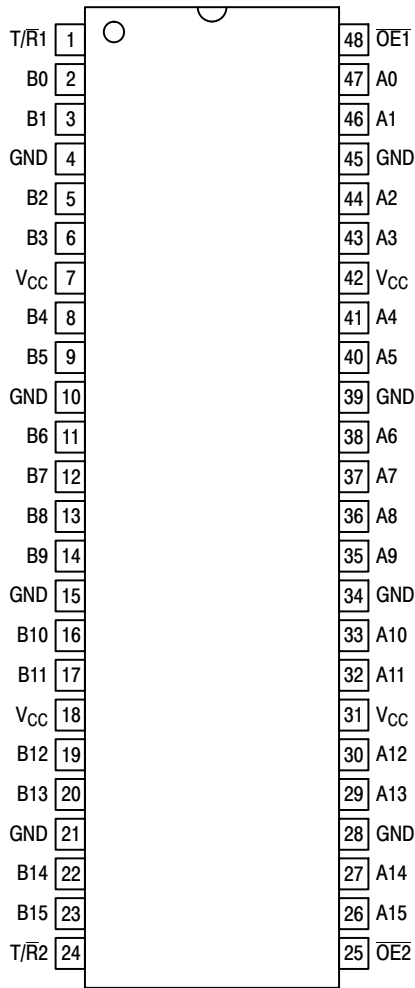 T/R̅1 1 48 O̅E̅1̅
B0 2 47 A0
B1 3 46 A1
GND 4 45 GND
B2 5 44 A2
B3 6 43 A3
VCC 7 42 VCC
B4 8 41 A4
B5 9 40 A5
GND 10 39 GND
B6 11 38 A6
B7 12 37 A7
B8 13 36 A8
B9 14 35 A9
GND 15 34 GND
B10 16 33 A10
B11 17 32 A11
VCC 18 31 VCC
B12 19 30 A12
B13 20 29 A13
GND 21 28 GND
B14 22 27 A14
B15 23 26 A15
T/R̅2 24 25 O̅E̅2̅